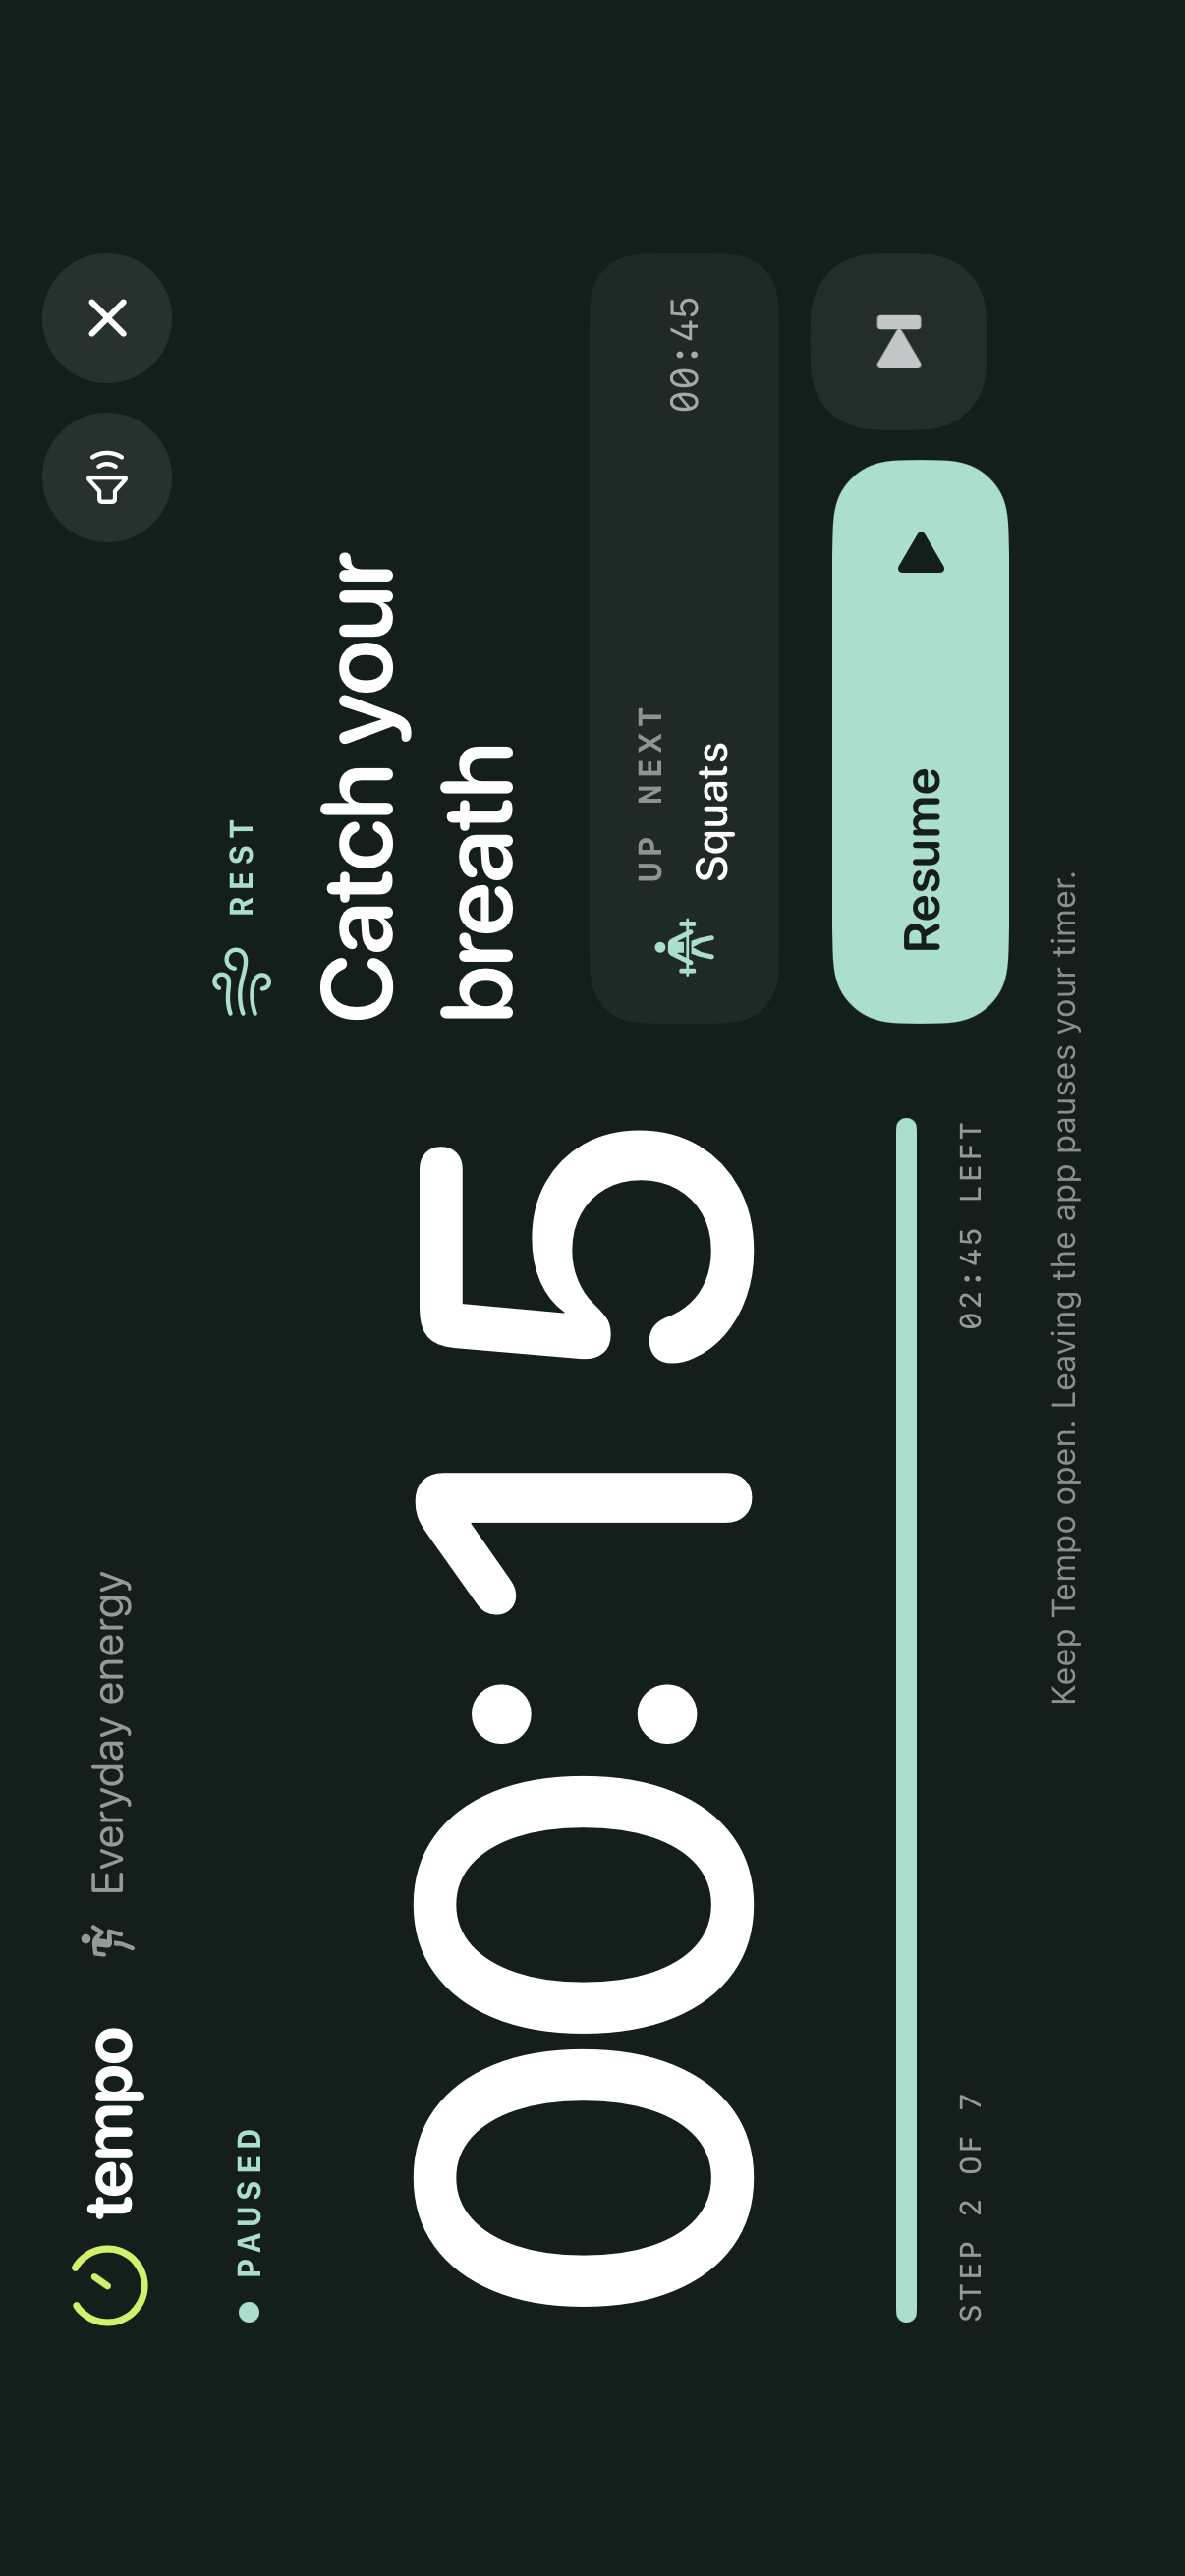 tempo
Everyday energy
PAUSED
00:15
STEP 2 OF 7
02:45 LEFT
REST
Catch your
breath
UP NEXT
Squats
00:45
Resume
Keep Tempo open. Leaving the app pauses your timer.